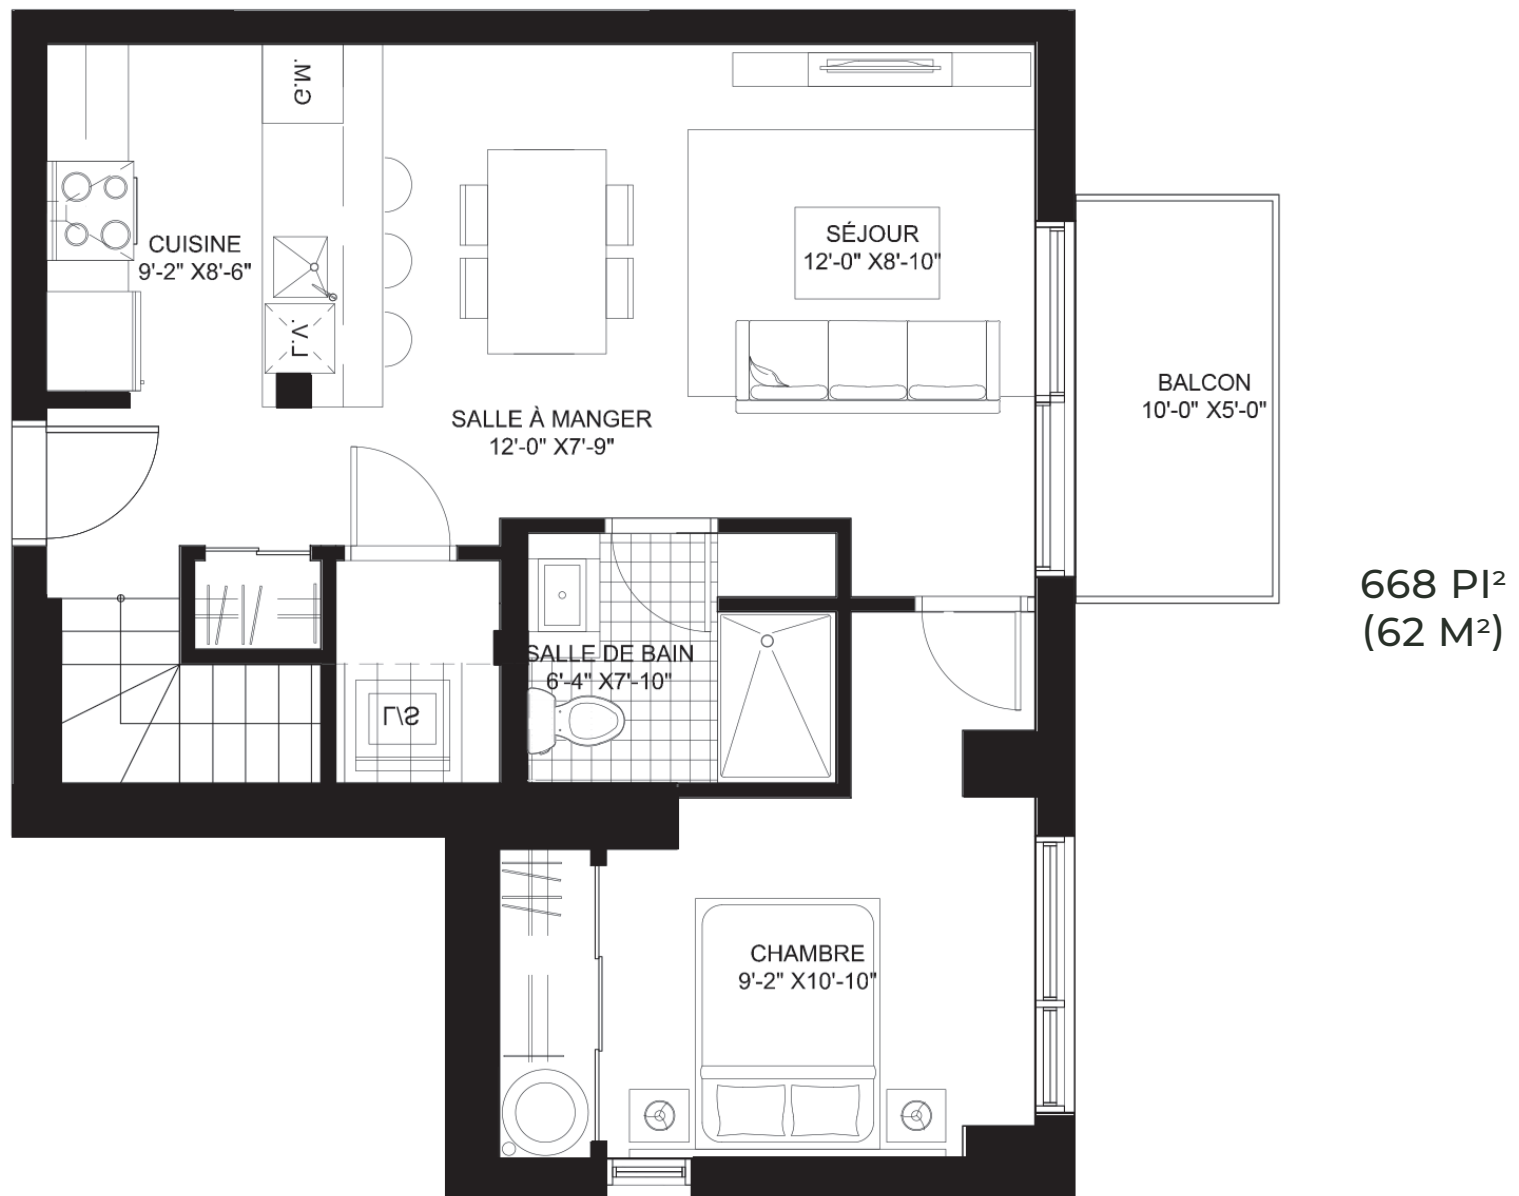 M.G.
CUISINE
9'-2" X8'-6"
L.V.
SÉJOUR
12'-0" X8'-10"
SALLE À MANGER
12'-0" X7'-9"
BALCON
10'-0" X5'-0"
668 PI²
(62 M²)
SALLE DE BAIN
6'-4" X7'-10"
L/S
CHAMBRE
9'-2" X10'-10"